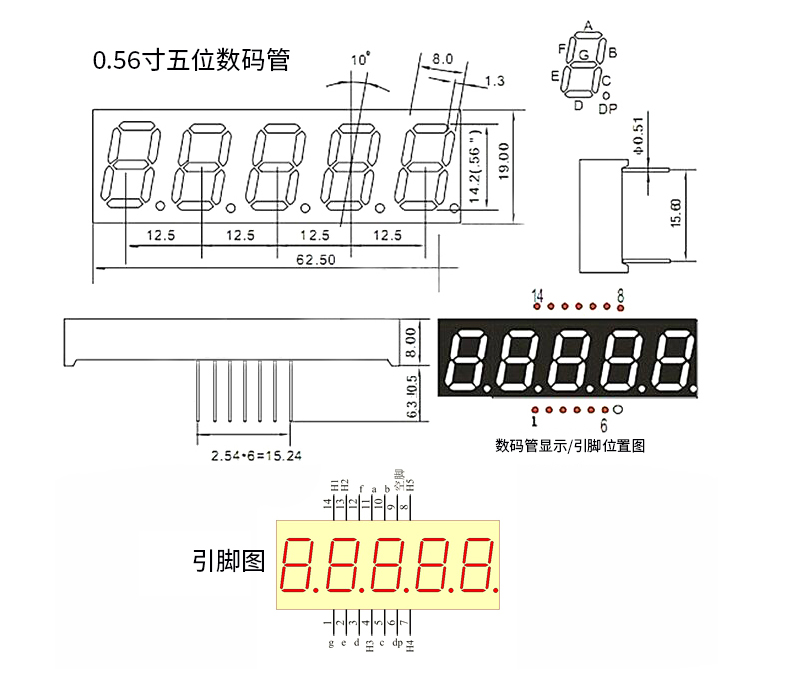 0.56寸五位数码管
10°
8.0
1.3
A
F
B
G
E
C
D
DP
14.2(.56")
19.00
Φ0.51
15.60
12.5
12.5
12.5
12.5
62.50
14
8
8.00
6.3±0.5
1
6
2.54*6=15.24
数码管显示/引脚位置图
引脚图
H1
H2
f
a
b
空脚
H5
14
13
12
11
10
9
8
1
2
3
4
5
6
7
g
e
d
H3
c
dp
H4